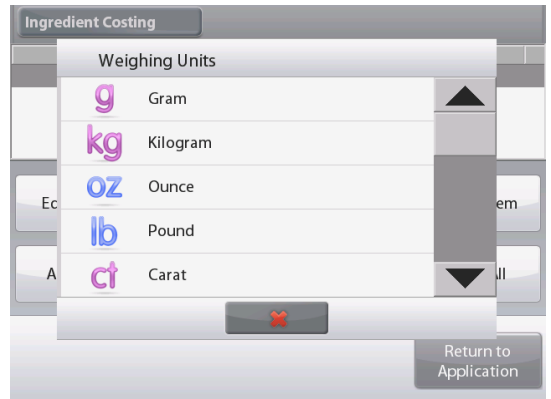 Ingredient Costing
Weighing Units
g Gram
kg Kilogram
oz Ounce
lb Pound
ct Carat
Return to
Application